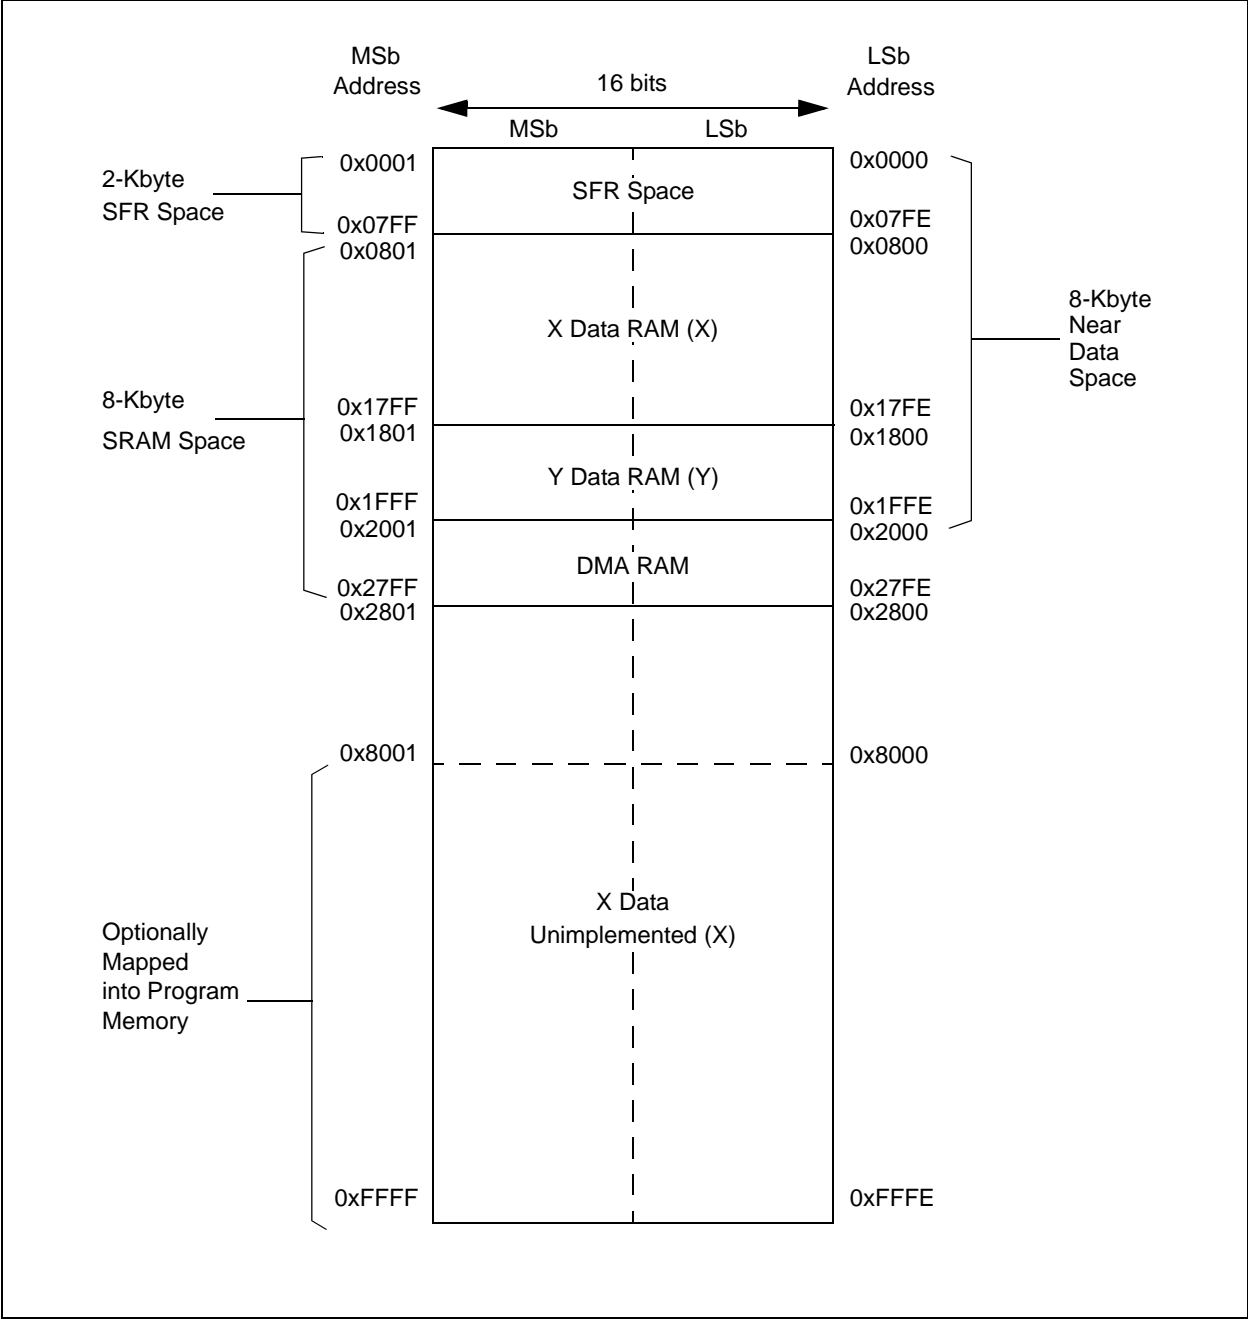 MSb
Address
16 bits
LSb
Address
MSb
LSb
2-Kbyte
SFR Space
0x0001
0x07FF
0x0801
SFR Space
0x0000
0x07FE
0x0800
8-Kbyte
Near
Data
Space
X Data RAM (X)
8-Kbyte
SRAM Space
0x17FF
0x1801
0x17FE
0x1800
Y Data RAM (Y)
0x1FFF
0x2001
0x1FFE
0x2000
DMA RAM
0x27FF
0x2801
0x27FE
0x2800
0x8001
0x8000
X Data
Unimplemented (X)
Optionally
Mapped
into Program
Memory
0xFFFF
0xFFFE